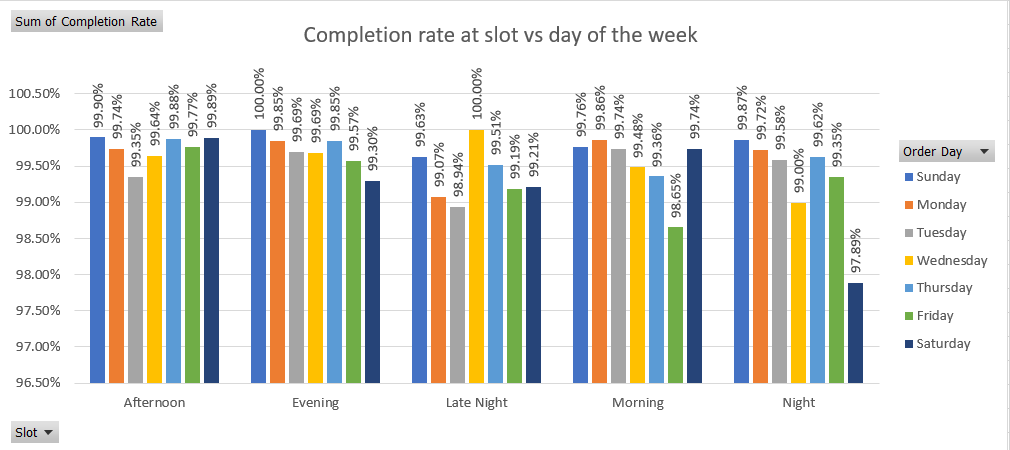 Sum of Completion Rate
Completion rate at slot vs day of the week
100.50%
100.00%
99.50%
99.00%
98.50%
98.00%
97.50%
97.00%
96.50%
99.90%
99.74%
99.35%
99.64%
99.88%
99.77%
99.89%
100.00%
99.85%
99.69%
99.69%
99.85%
99.57%
99.30%
99.63%
99.07%
98.94%
100.00%
99.51%
99.19%
99.21%
99.76%
99.86%
99.74%
99.48%
99.36%
98.65%
99.74%
99.87%
99.72%
99.58%
99.00%
99.62%
99.35%
97.89%
Afternoon
Evening
Late Night
Morning
Night
Order Day
Sunday
Monday
Tuesday
Wednesday
Thursday
Friday
Saturday
Slot